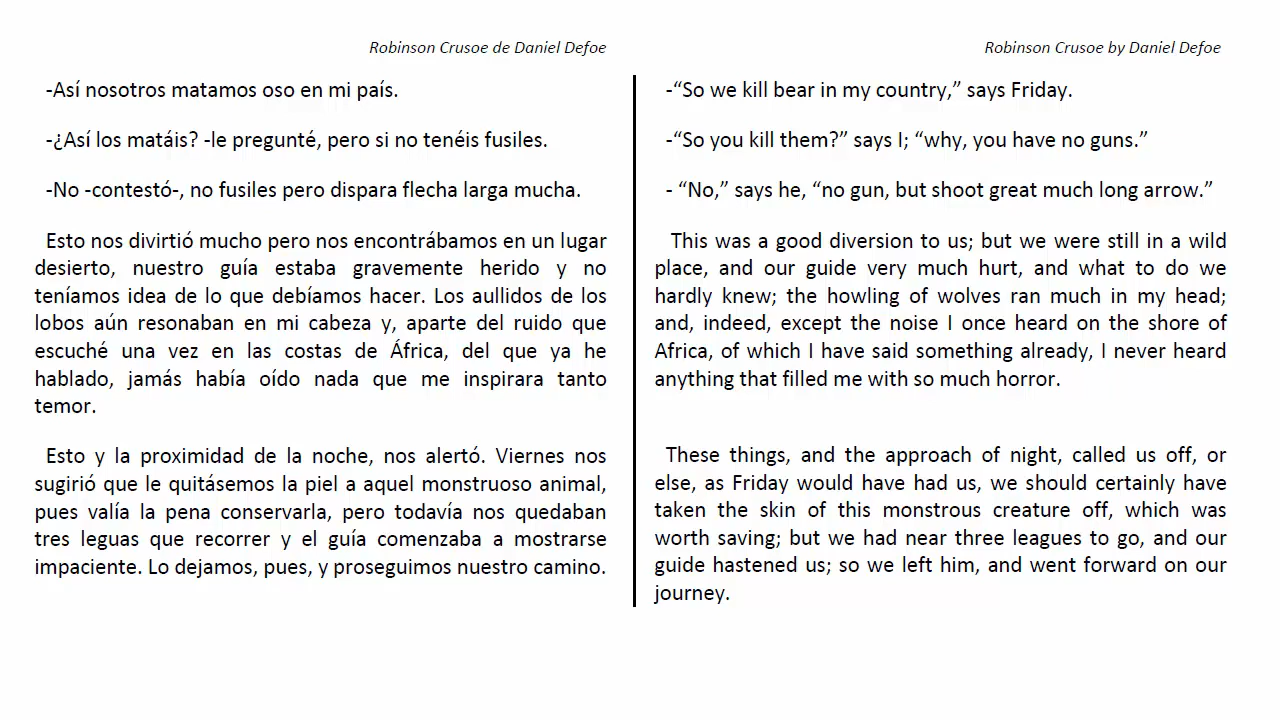 Robinson Crusoe de Daniel Defoe
-Así nosotros matamos oso en mi país.
-¿Así los matáis? -le pregunté, pero si no tenéis fusiles.
-No -contestó-, no fusiles pero dispara flecha larga mucha.
Esto nos divirtió mucho pero nos encontrábamos en un lugar
desierto, nuestro guía estaba gravemente herido y no
teníamos idea de lo que debíamos hacer. Los aullidos de los
lobos aún resonaban en mi cabeza y, aparte del ruido que
escuché una vez en las costas de África, del que ya he
hablado, jamás había oído nada que me inspirara tanto
temor.
Esto y la proximidad de la noche, nos alertó. Viernes nos
sugirió que le quitásemos la piel a aquel monstruoso animal,
pues valía la pena conservarla, pero todavía nos quedaban
tres leguas que recorrer y el guía comenzaba a mostrarse
impaciente. Lo dejamos, pues, y proseguimos nuestro camino.
Robinson Crusoe by Daniel Defoe
-“So we kill bear in my country,” says Friday.
-“So you kill them?” says I; “why, you have no guns.”
- “No,” says he, “no gun, but shoot great much long arrow.”
This was a good diversion to us; but we were still in a wild
place, and our guide very much hurt, and what to do we
hardly knew; the howling of wolves ran much in my head;
and, indeed, except the noise I once heard on the shore of
Africa, of which I have said something already, I never heard
anything that filled me with so much horror.
These things, and the approach of night, called us off, or
else, as Friday would have had us, we should certainly have
taken the skin of this monstrous creature off, which was
worth saving; but we had near three leagues to go, and our
guide hastened us; so we left him, and went forward on our
journey.